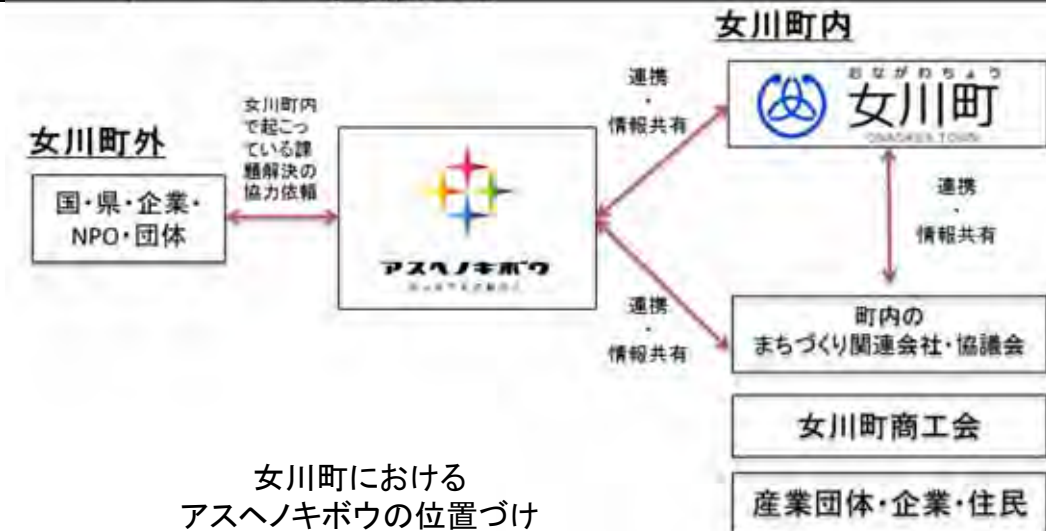 女川町内
女川町外
国・県・企業・
NPO・団体
女川町内
で起こっ
ている課
題解決の
協力依頼
アスヘノキボウ
連携
・
情報共有
おながわちょう
女川町
ONAGAWA TOWN
連携
・
情報共有
連携
・
情報共有
町内の
まちづくり関連会社・協議会
女川町商工会
産業団体・企業・住民
女川町における
アスヘノキボウの位置づけ